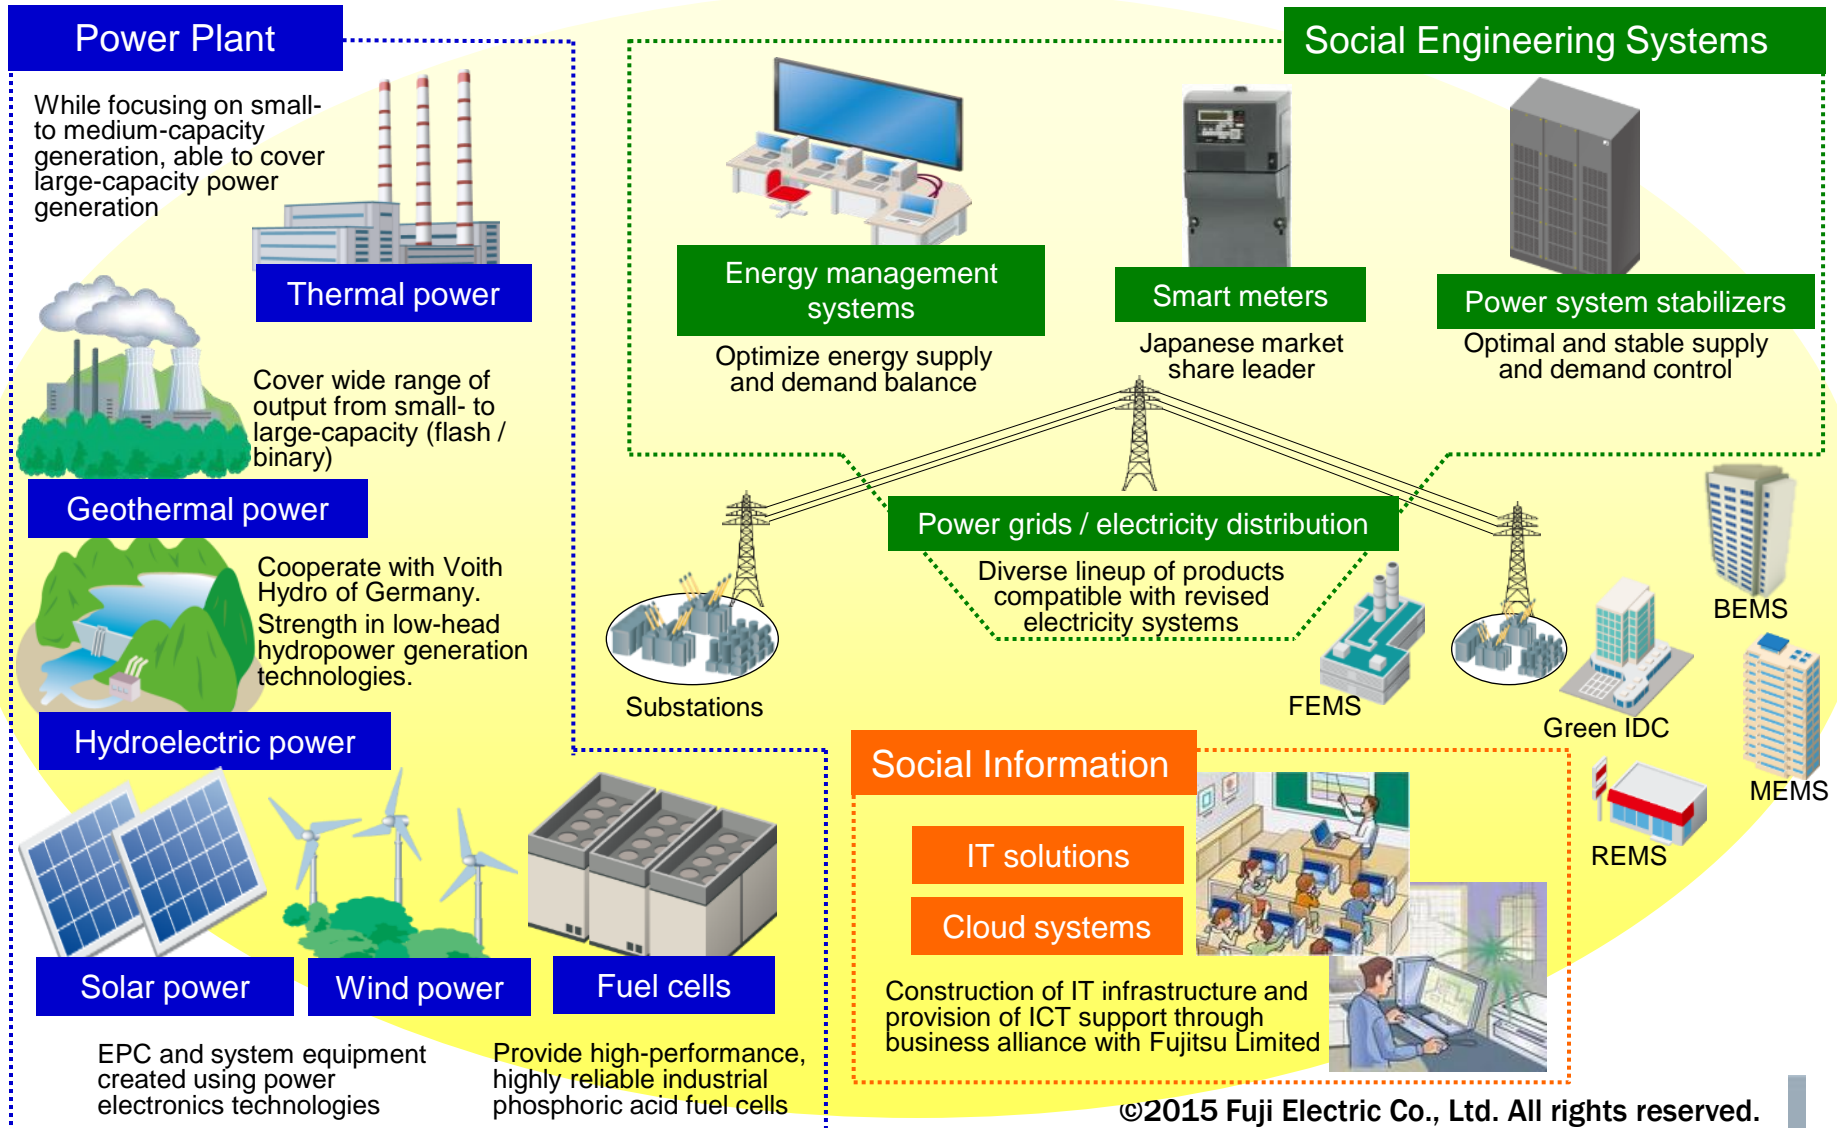 Power Plant
While focusing on small-
to medium-capacity
generation, able to cover
large-capacity power
generation
Thermal power
Cover wide range of
output from small- to
large-capacity (flash /
binary)
Geothermal power
Cooperate with Voith
Hydro of Germany.
Strength in low-head
hydropower generation
technologies.
Hydroelectric power
Solar power
Wind power
Fuel cells
EPC and system equipment
created using power
electronics technologies
Provide high-performance,
highly reliable industrial
phosphoric acid fuel cells
Social Engineering Systems
Energy management
systems
Optimize energy supply
and demand balance
Smart meters
Japanese market
share leader
Power system stabilizers
Optimal and stable supply
and demand control
Power grids / electricity distribution
Diverse lineup of products
compatible with revised
electricity systems
Substations
FEMS
Green IDC
BEMS
MEMS
REMS
Social Information
IT solutions
Cloud systems
Construction of IT infrastructure and
provision of ICT support through
business alliance with Fujitsu Limited
©2015 Fuji Electric Co., Ltd. All rights reserved.